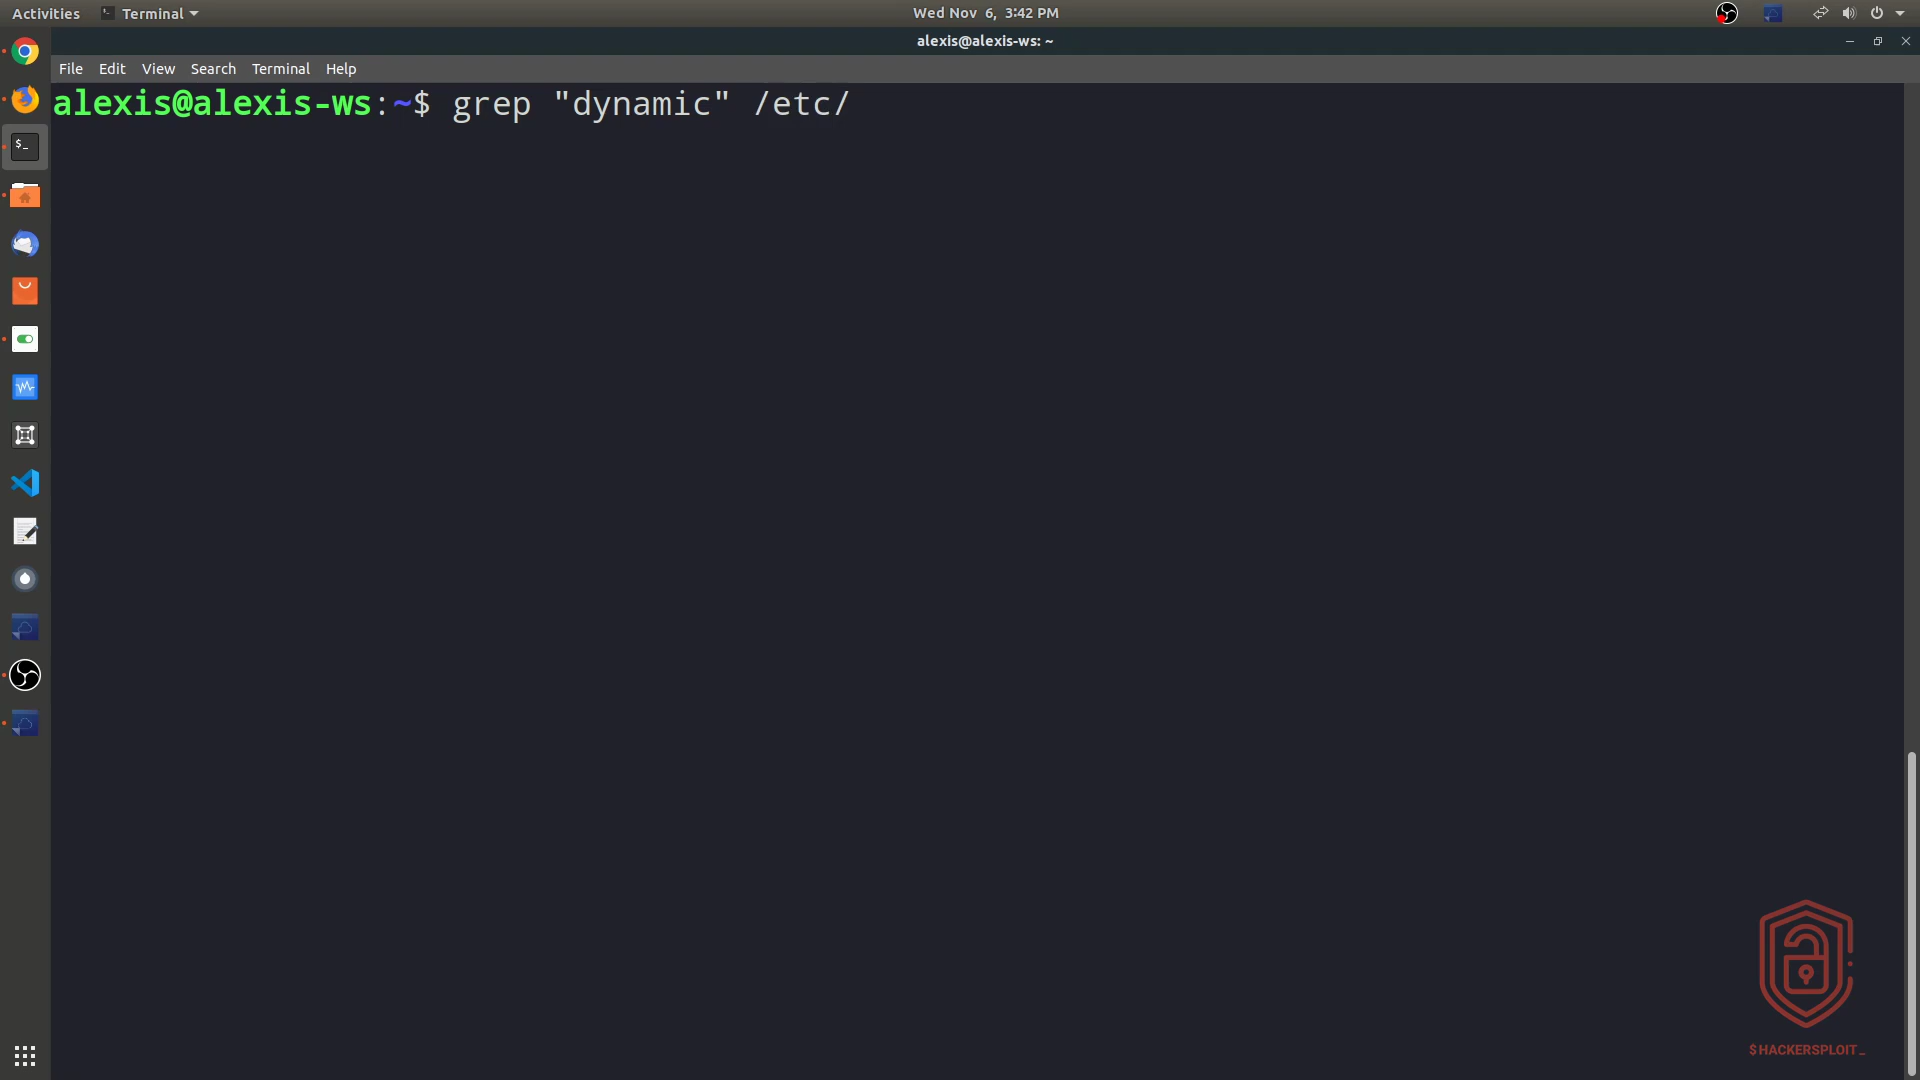 Activities Terminal Wed Nov 6, 3:42 PM
alexis@alexis-ws: ~
File Edit View Search Terminal Help
alexis@alexis-ws:~$ grep "dynamic" /etc/
$_
$HACKERSPLOIT_